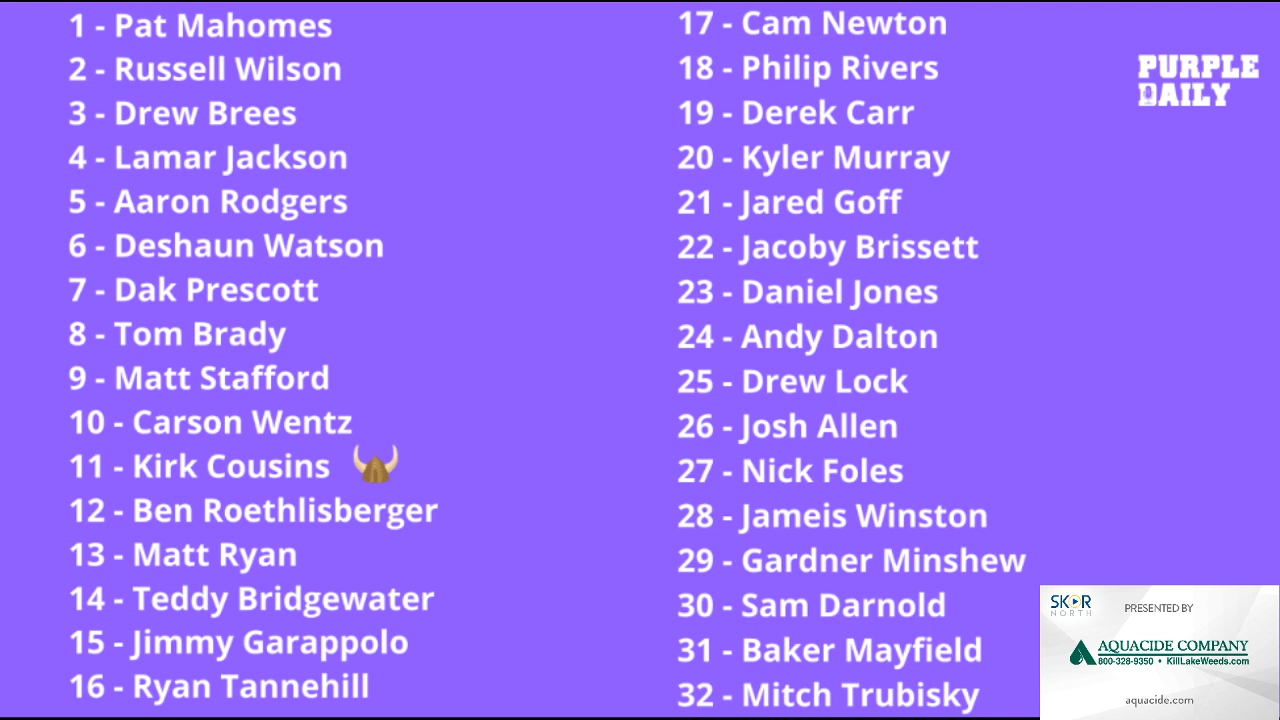 1 - Pat Mahomes
2 - Russell Wilson
3 - Drew Brees
4 - Lamar Jackson
5 - Aaron Rodgers
6 - Deshaun Watson
7 - Dak Prescott
8 - Tom Brady
9 - Matt Stafford
10 - Carson Wentz
11 - Kirk Cousins
12 - Ben Roethlisberger
13 - Matt Ryan
14 - Teddy Bridgewater
15 - Jimmy Garappolo
16 - Ryan Tannehill
17 - Cam Newton
18 - Philip Rivers
19 - Derek Carr
20 - Kyler Murray
21 - Jared Goff
22 - Jacoby Brissett
23 - Daniel Jones
24 - Andy Dalton
25 - Drew Lock
26 - Josh Allen
27 - Nick Foles
28 - Jameis Winston
29 - Gardner Minshew
30 - Sam Darnold
31 - Baker Mayfield
32 - Mitch Trubisky
PURPLE
DAILY
SKOR
NORTH
PRESENTED BY
AQUACIDE COMPANY
800-328-9350 • KillLakeWeeds.com
aquacide.com